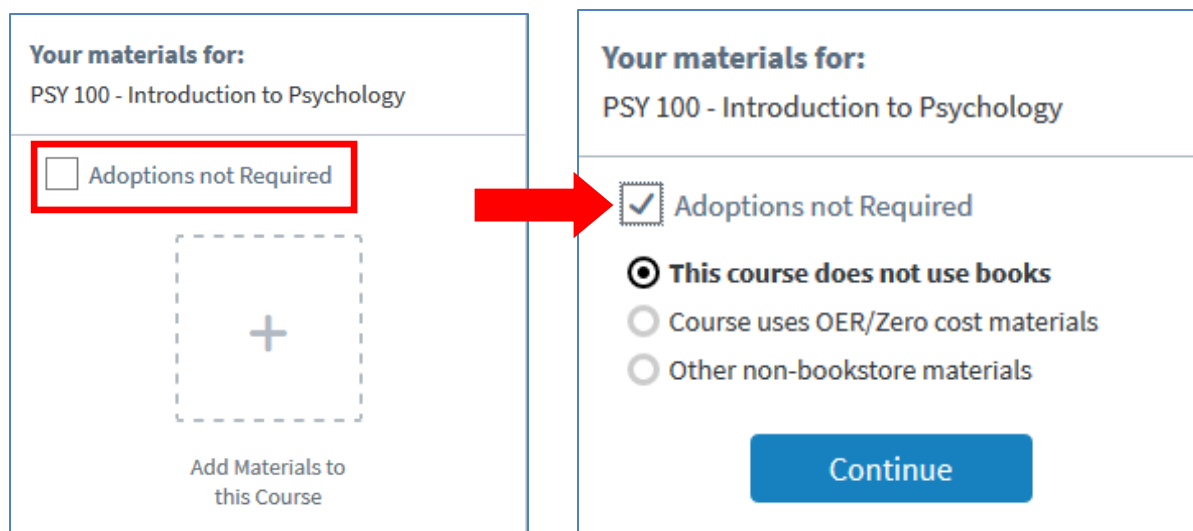 Your materials for:
PSY 100 - Introduction to Psychology
Adoptions not Required
Add Materials to
this Course
Your materials for:
PSY 100 - Introduction to Psychology
Adoptions not Required
This course does not use books
Course uses OER/Zero cost materials
Other non-bookstore materials
Continue